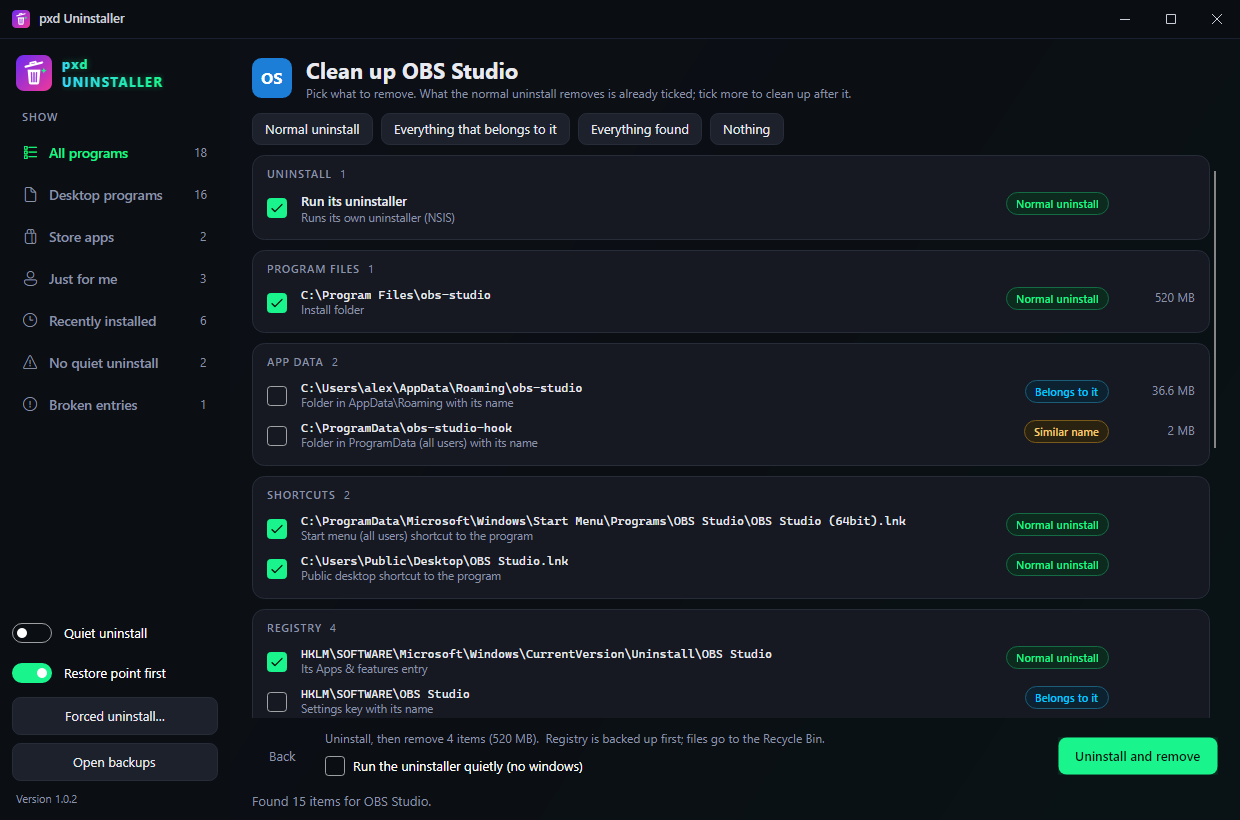 pxd Uninstaller
pxd
UNINSTALLER
SHOW
All programs 18
Desktop programs 16
Store apps 2
Just for me 3
Recently installed 6
No quiet uninstall 2
Broken entries 1
Quiet uninstall
Restore point first
Forced uninstall...
Open backups
Version 1.0.2
OS
Clean up OBS Studio
Pick what to remove. What the normal uninstall removes is already ticked; tick more to clean up after it.
Normal uninstall Everything that belongs to it Everything found Nothing
UNINSTALL 1
Run its uninstaller
Runs its own uninstaller (NSIS)
Normal uninstall
PROGRAM FILES 1
C:\Program Files\obs-studio
Install folder
Normal uninstall 520 MB
APP DATA 2
C:\Users\alex\AppData\Roaming\obs-studio
Folder in AppData\Roaming with its name
Belongs to it 36.6 MB
C:\ProgramData\obs-studio-hook
Folder in ProgramData (all users) with its name
Similar name 2 MB
SHORTCUTS 2
C:\ProgramData\Microsoft\Windows\Start Menu\Programs\OBS Studio\OBS Studio (64bit).lnk
Start menu (all users) shortcut to the program
Normal uninstall
C:\Users\Public\Desktop\OBS Studio.lnk
Public desktop shortcut to the program
Normal uninstall
REGISTRY 4
HKLM\SOFTWARE\Microsoft\Windows\CurrentVersion\Uninstall\OBS Studio
Its Apps & features entry
Normal uninstall
HKLM\SOFTWARE\OBS Studio
Settings key with its name
Belongs to it
Back
Uninstall, then remove 4 items (520 MB). Registry is backed up first; files go to the Recycle Bin.
Run the uninstaller quietly (no windows)
Uninstall and remove
Found 15 items for OBS Studio.